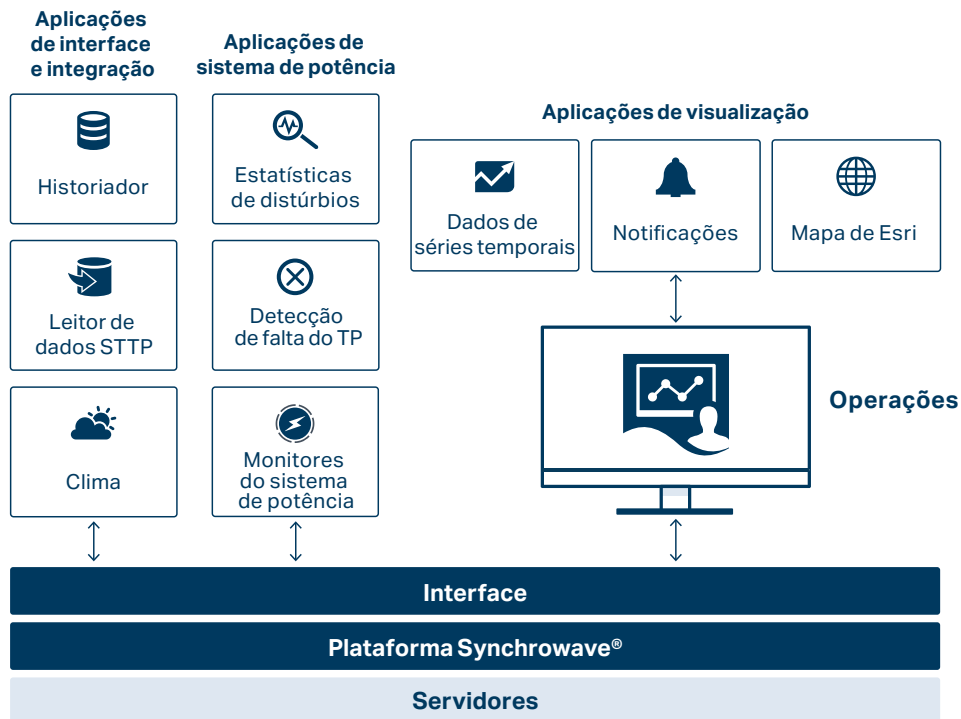 Aplicações
de interface
e integração
Historiador
Leitor de
dados STTP
Clima
Aplicações de
sistema de potência
Estatísticas
de distúrbios
Detecção
de falta do TP
Monitores
do sistema
de potência
Aplicações de visualização
Dados de
séries temporais
Notificações
Mapa de Esri
Operações
Interface
Plataforma Synchrowave®
Servidores